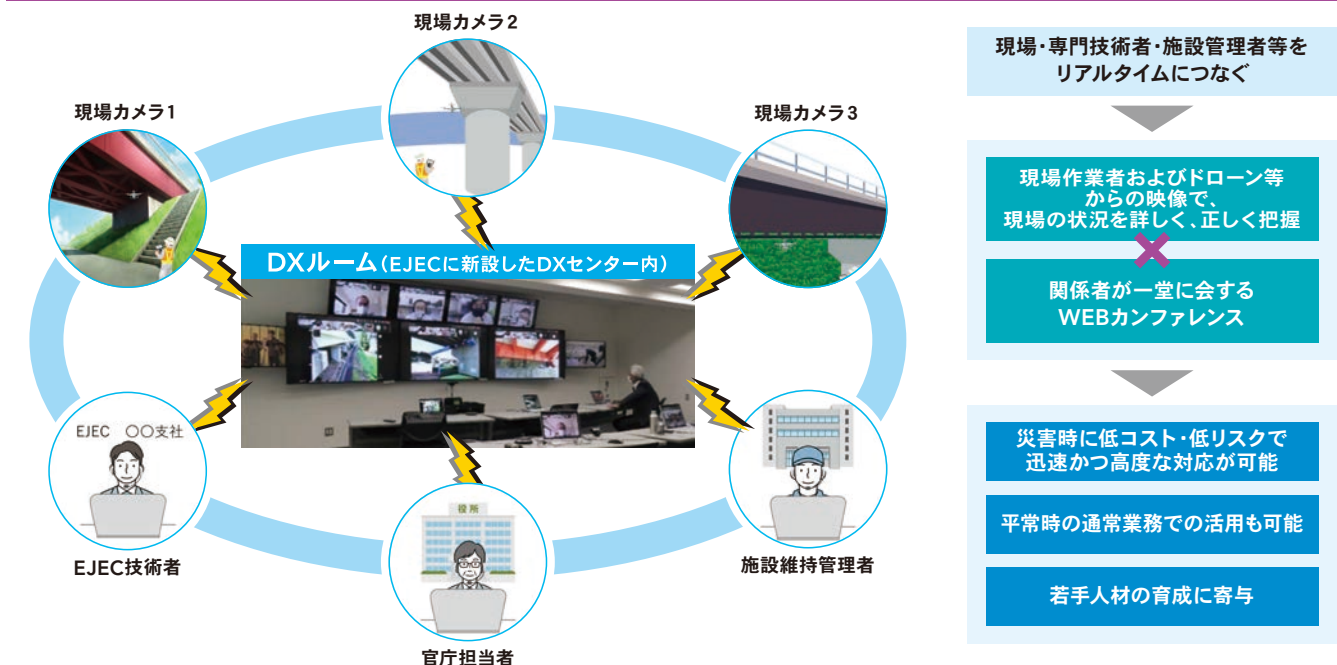 現場カメラ2
現場カメラ1
現場カメラ3
DXルーム(EJECに新設したDXセンター内)
EJEC 〇〇支社
EJEC技術者
役所
官庁担当者
施設維持管理者
現場・専門技術者・施設管理者等を
リアルタイムにつなぐ
現場作業者およびドローン等
からの映像で、
現場の状況を詳しく、正しく把握
関係者が一堂に会する
WEBカンファレンス
災害時に低コスト・低リスクで
迅速かつ高度な対応が可能
平常時の通常業務での活用も可能
若手人材の育成に寄与